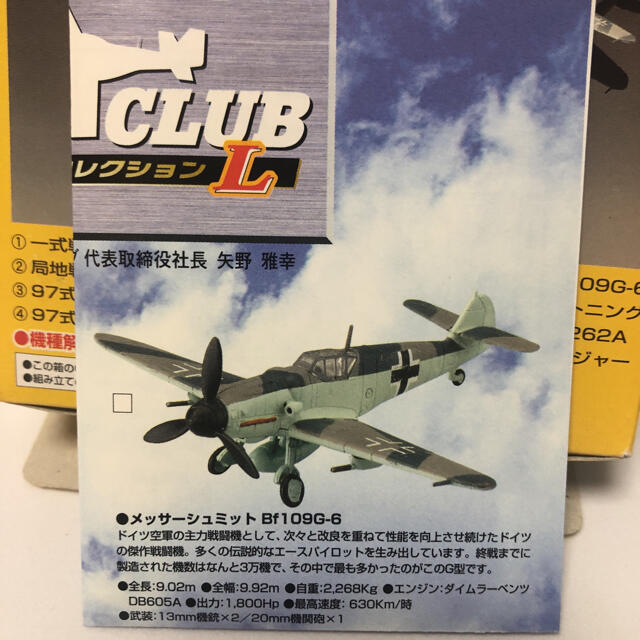 CLUB
レクション L
代表取締役社長 矢野 雅幸
① 一式戦
② 局地戦
③ 97式
④ 97式
●機種解
●この箱の
●組み立て
109G-6
トニング
262A
ジャー
●メッサーシュミット Bf109G-6
ドイツ空軍の主力戦闘機として、次々と改良を重ねて性能を向上させ続けたドイツ
の傑作戦闘機。多くの伝説的なエースパイロットを生み出しています。終戦までに
製造された機数はなんと3万機で、その中で最も多かったのがこのG型です。
●全長:9.02m ●全幅:9.92m ●自重:2,268Kg ●エンジン:ダイムラーベンツ
DB605A ●出力:1,800Hp ●最高速度: 630KM/時
●武装:13mm機銃×2/20mm機関砲×1